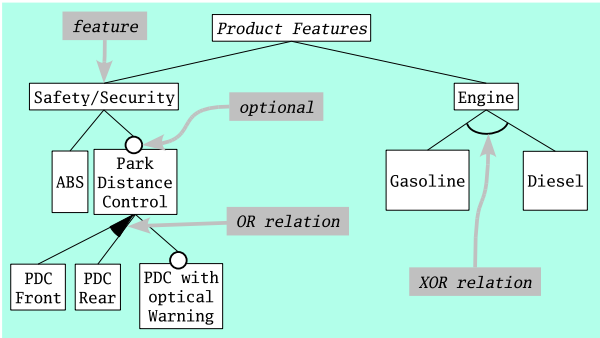 feature
Product Features
Safety/Security
Engine
optional
ABS
Park
Distance
Control
Gasoline
Diesel
OR relation
PDC
Front
PDC
Rear
PDC with
optical
Warning
XOR relation